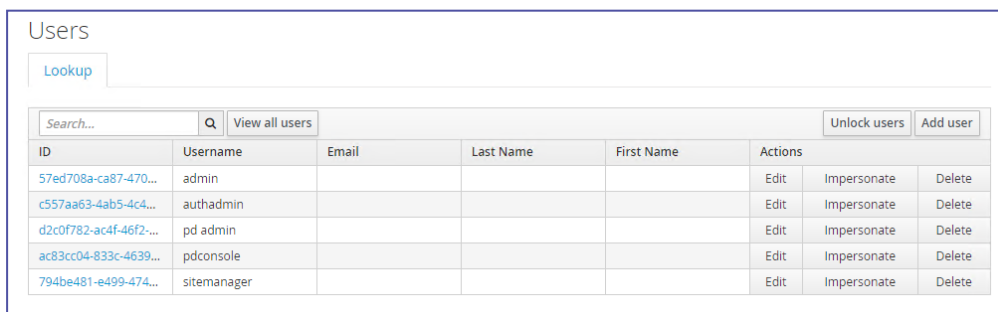 Users
Lookup
Search... View all users Unlock users Add user
ID Username Email Last Name First Name Actions
57ed708a-ca87-470... admin Edit Impersonate Delete
c557aa63-4ab5-4c4... authadmin Edit Impersonate Delete
d2c0f782-ac4f-46f2-... pd admin Edit Impersonate Delete
ac83cc04-833c-4639... pdconsole Edit Impersonate Delete
794be481-e499-474... sitemanager Edit Impersonate Delete